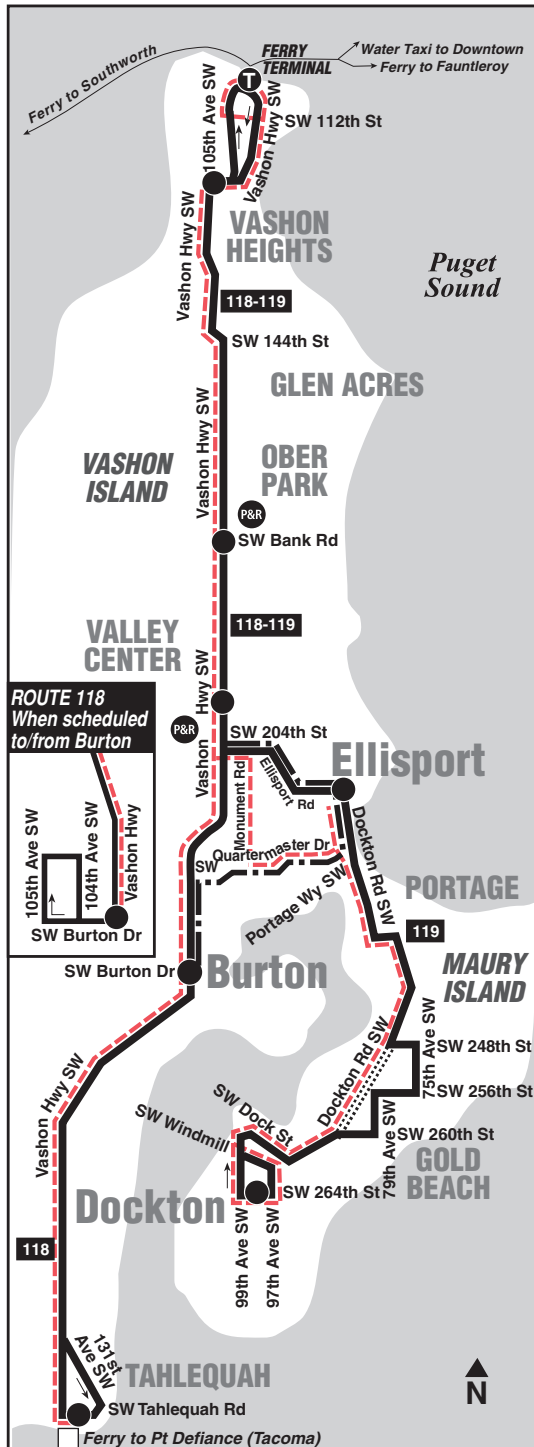 FERRY
TERMINAL
Water Taxi to Downtown
Ferry to Fauntleroy
Ferry to Southworth
T
105th Ave SW
SW 112th St
Vashon Hwy SW
VASHON
HEIGHTS
Vashon Hwy SW
Puget
Sound
118-119
SW 144th St
GLEN ACRES
Vashon Hwy SW
VASHON
ISLAND
OBER
PARK
P&R
SW Bank Rd
118-119
VALLEY
CENTER
Vashon Hwy SW
P&R
ROUTE 118
When scheduled
to/from Burton
105th Ave SW
104th Ave SW
Vashon Hwy
SW Burton Dr
SW 204th St
Ellisport
Ellisport Rd
Monument Rd
SW Quartermaster Dr
Dockton Rd SW
Portage Wy SW
PORTAGE
119
SW Burton Dr
Burton
MAURY
ISLAND
Vashon Hwy SW
Dockton Rd SW
75th Ave SW
SW 248th St
SW 256th St
79th Ave SW
SW 260th St
GOLD
BEACH
SW Dock St
SW Windmill
Dockton
SW 264th St
99th Ave SW
97th Ave SW
118
131st
Ave SW
TAHLEQUAH
SW Tahlequah Rd
N
Ferry to Pt Defiance (Tacoma)